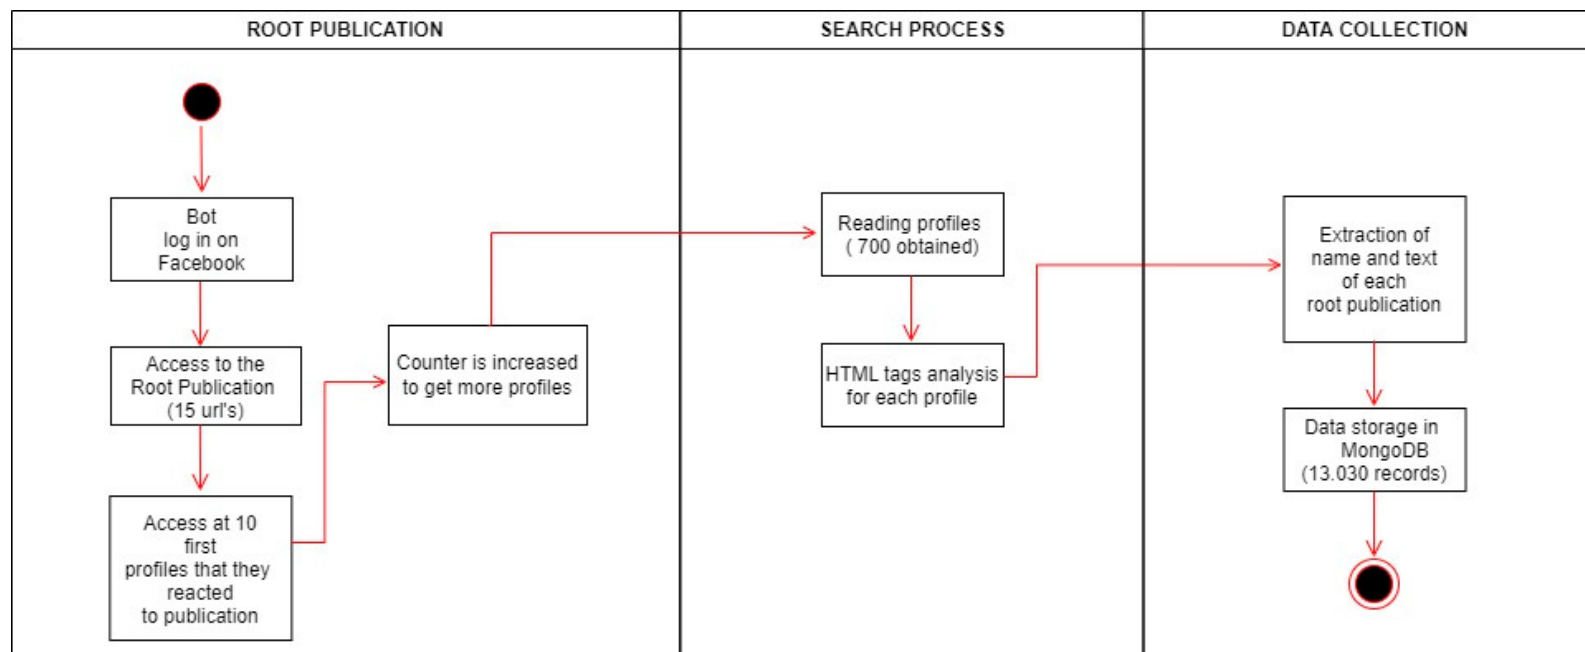 ROOT PUBLICATION
SEARCH PROCESS
DATA COLLECTION
Bot
log in on
Facebook
Access to the
Root Publication
(15 url's)
Access at 10
first
profiles that they
reacted
to publication
Counter is increased
to get more profiles
Reading profiles
( 700 obtained)
HTML tags analysis
for each profile
Extraction of
name and text
of each
root publication
Data storage in
MongoDB
(13.030 records)